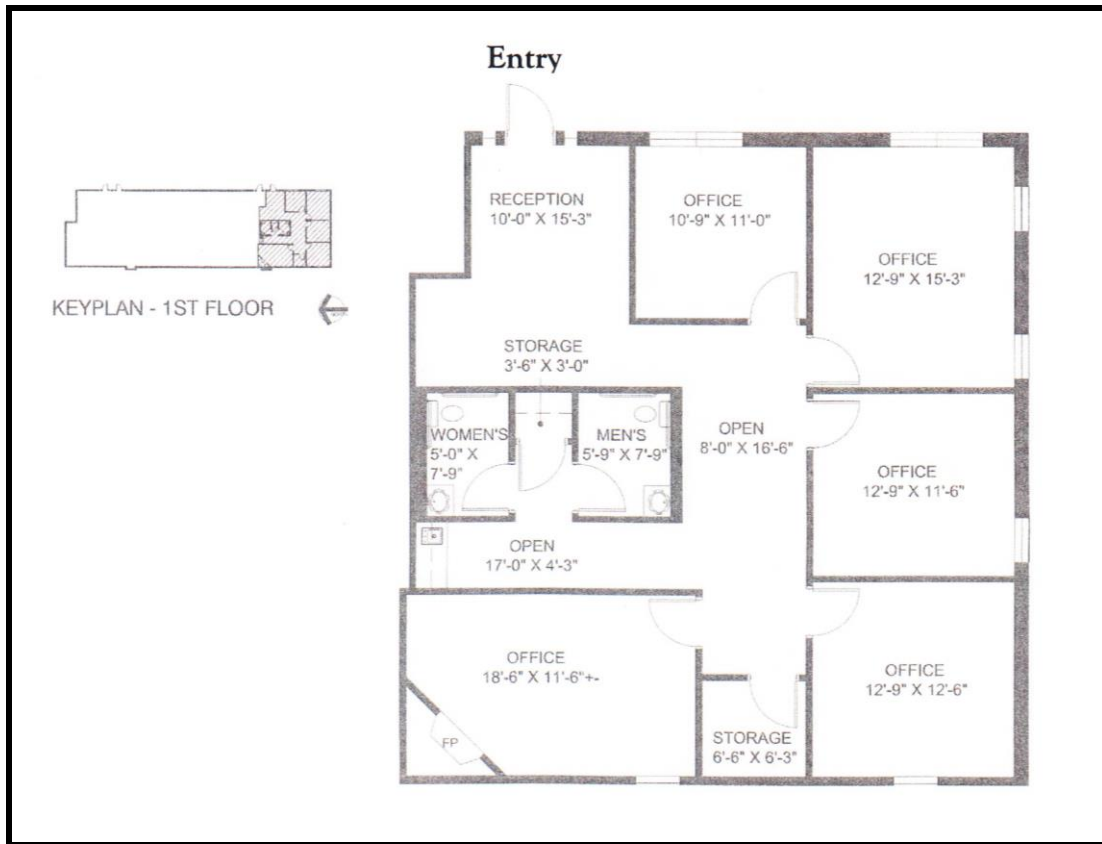 Entry
RECEPTION
10'-0" X 15'-3"
OFFICE
10'-9" X 11'-0"
OFFICE
12'-9" X 15'-3"
KEYPLAN - 1ST FLOOR
STORAGE
3'-6" X 3'-0"
WOMEN'S
5'-0" X
7'-9"
MEN'S
5'-9" X 7'-9"
OPEN
8'-0" X 16'-6"
OFFICE
12'-9" X 11'-6"
OPEN
17'-0" X 4'-3"
OFFICE
18'-6" X 11'-6"+-
OFFICE
12'-9" X 12'-6"
FP
STORAGE
6'-6" X 6'-3"